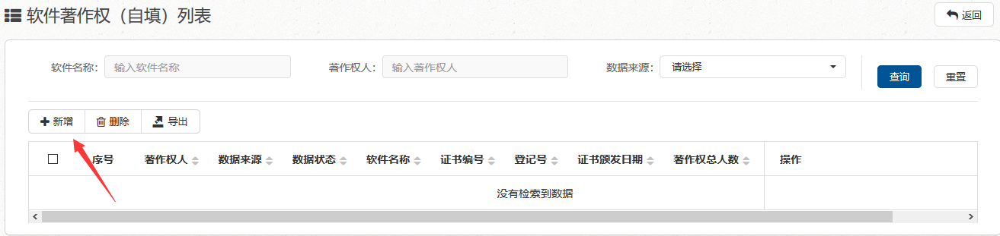 软件著作权（自填）列表 返回
软件名称： 输入软件名称 著作权人： 输入著作权人 数据来源： 请选择 查询 重置
新增 删除 导出
序号 著作权人 数据来源 数据状态 软件名称 证书编号 登记号 证书颁发日期 著作权总人数 操作
没有检索到数据